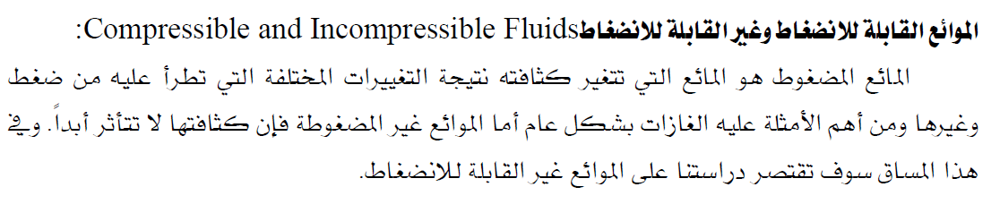 الموائع القابلة للانضغاط وغير القابلة للانضغاطCompressible and Incompressible Fluids:
المائع المضغوط هو المائع التي تتغير كثافته نتيجة التغييرات المختلفة التي تطرأ عليه من ضغط
وغيرها ومن أهم الأمثلة عليه الغازات بشكل عام أما الموائع غير المضغوطة فإن كثافتها لا تتأثر أبداً. وفي
هذا المساق سوف تقتصر دراستنا على الموائع غير القابلة للانضغاط.